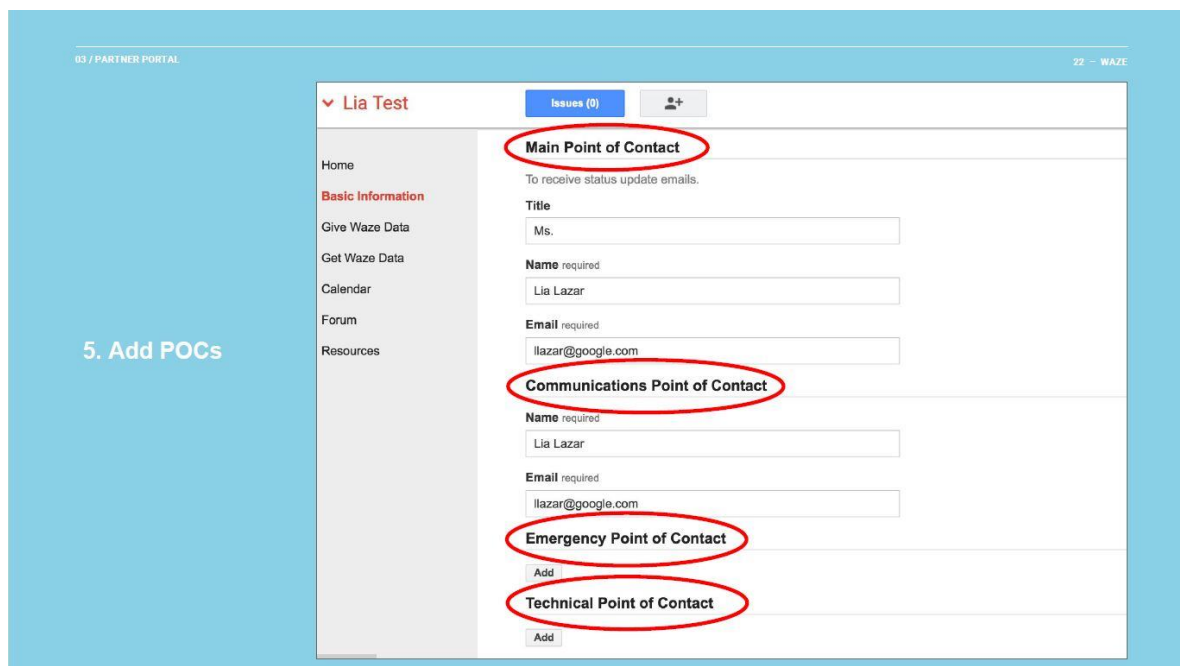 03 / PARTNER PORTAL
22 – WAZE
5. Add POCs
Lia Test
Issues (0)
Home
Basic Information
Give Waze Data
Get Waze Data
Calendar
Forum
Resources
Main Point of Contact
To receive status update emails.
Title
Ms.
Name required
Lia Lazar
Email required
llazar@google.com
Communications Point of Contact
Name required
Lia Lazar
Email required
llazar@google.com
Emergency Point of Contact
Add
Technical Point of Contact
Add